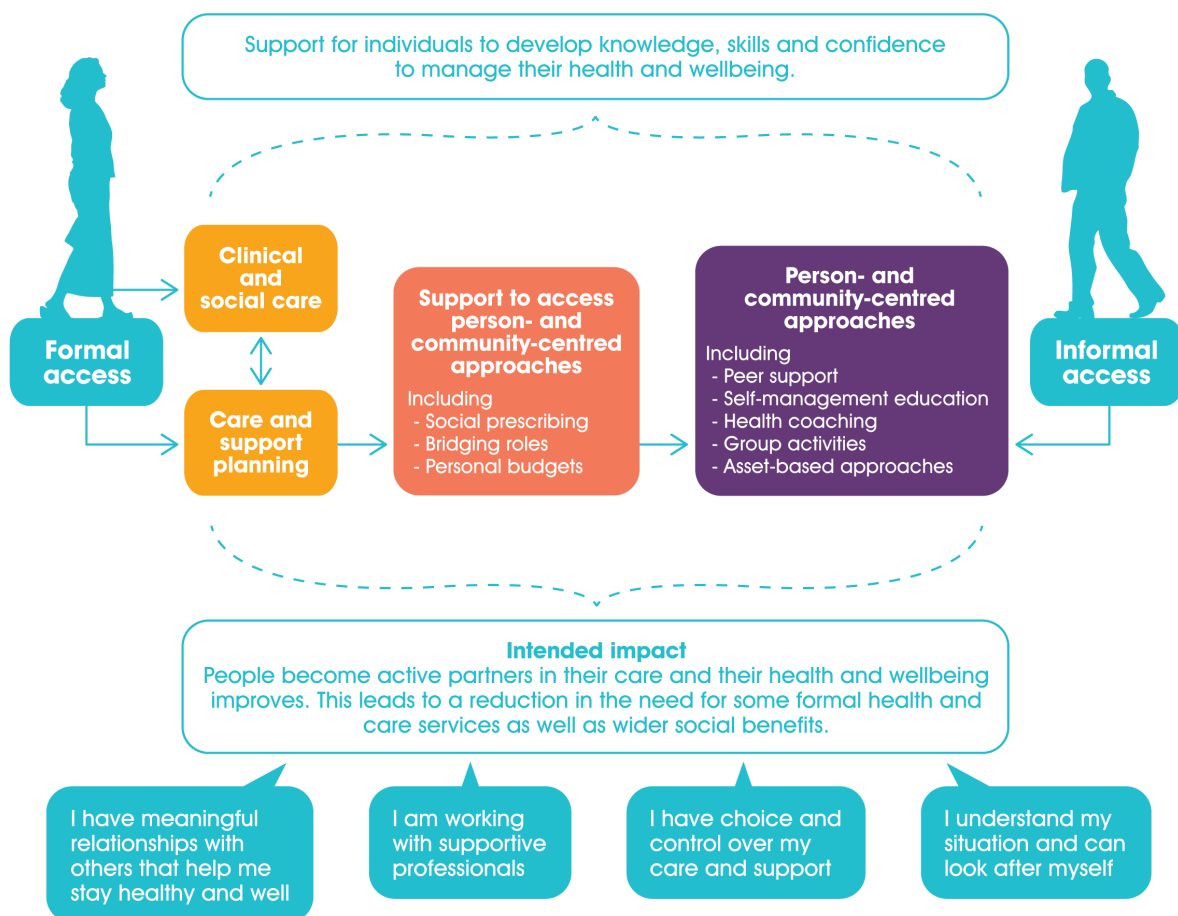 Support for individuals to develop knowledge, skills and confidence
to manage their health and wellbeing.
Formal
access
Clinical
and
social care
Care and
support
planning
Support to access
person- and
community-centred
approaches
Including
- Social prescribing
- Bridging roles
- Personal budgets
Person- and
community-centred
approaches
Including
- Peer support
- Self-management education
- Health coaching
- Group activities
- Asset-based approaches
Informal
access
Intended impact
People become active partners in their care and their health and wellbeing
improves. This leads to a reduction in the need for some formal health and
care services as well as wider social benefits.
I have meaningful
relationships with
others that help me
stay healthy and well
I am working
with supportive
professionals
I have choice and
control over my
care and support
I understand my
situation and can
look after myself